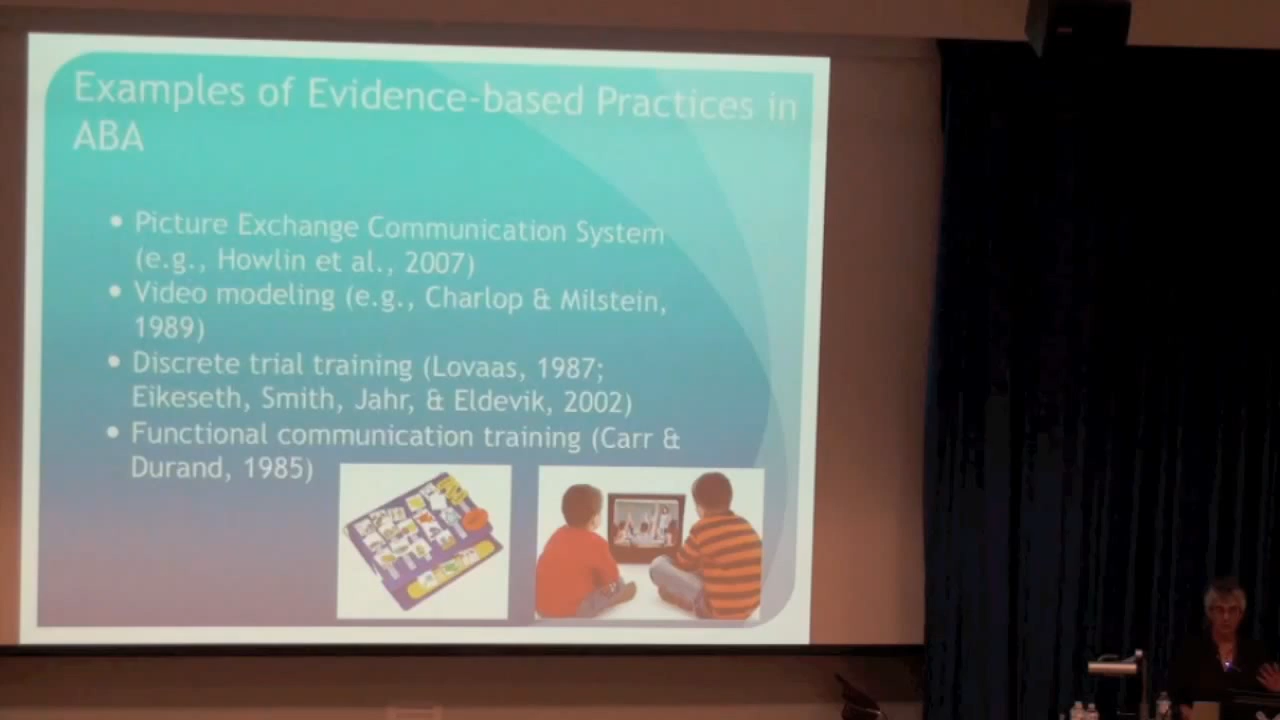 Examples of Evidence-based Practices in
ABA
• Picture Exchange Communication System
(e.g., Howlin et al., 2007)
• Video modeling (e.g., Charlop & Milstein,
1989)
• Discrete trial training (Lovaas, 1987;
Eikeseth, Smith, Jahr, & Eldevik, 2002)
• Functional communication training (Carr &
Durand, 1985)